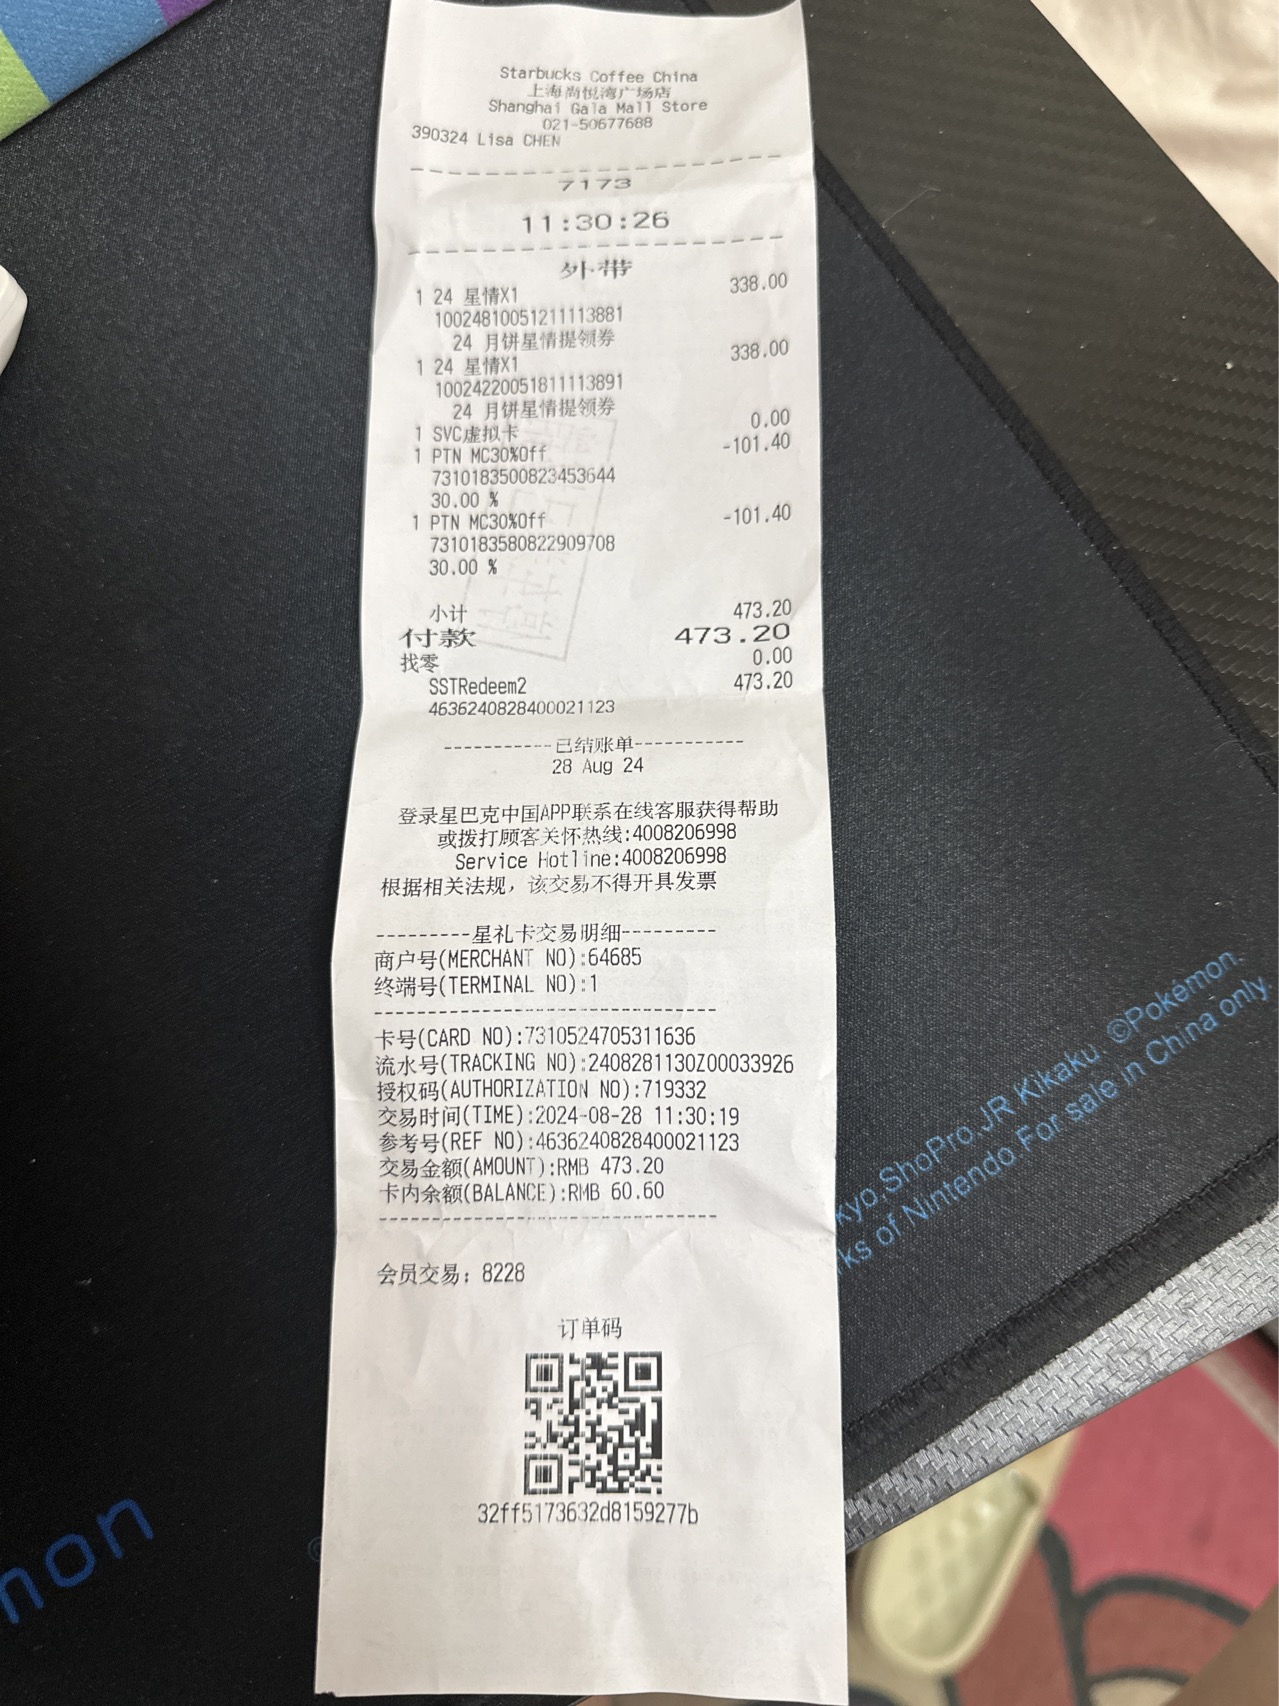 Starbucks Coffee China
上海尚悦湾广场店
Shanghai Gala Mall Store
021-50677688
390324 Lisa CHEN
7173
11:30:26
外带
1 24 星情X1 338.00
10024810051211113881
24 月饼星情提领券
1 24 星情X1 338.00
10024220051811113891
24 月饼星情提领券
1 SVC虚拟卡 0.00
1 PTN MC30%Off -101.40
7310183500823453644
30.00 %
1 PTN MC30%Off -101.40
7310183580822909708
30.00 %
小计 473.20
付款 473.20
找零 0.00
SSTRedeem2 473.20
4636240828400021123
-----------已结账单-----------
28 Aug 24
登录星巴克中国APP联系在线客服获得帮助
或拨打顾客关怀热线:4008206998
Service Hotline:4008206998
根据相关法规，该交易不得开具发票
---------星礼卡交易明细---------
商户号(MERCHANT NO):64685
终端号(TERMINAL NO):1
卡号(CARD NO):7310524705311636
流水号(TRACKING NO):2408281130Z00033926
授权码(AUTHORIZATION NO):719332
交易时间(TIME):2024-08-28 11:30:19
参考号(REF NO):4636240828400021123
交易金额(AMOUNT):RMB 473.20
卡内余额(BALANCE):RMB 60.60
会员交易：8228
订单码
32ff5173632d8159277b
kyo,ShoPro,JR Kikaku. ©Pokémon.
ks of Nintendo For sale in China only.
mon